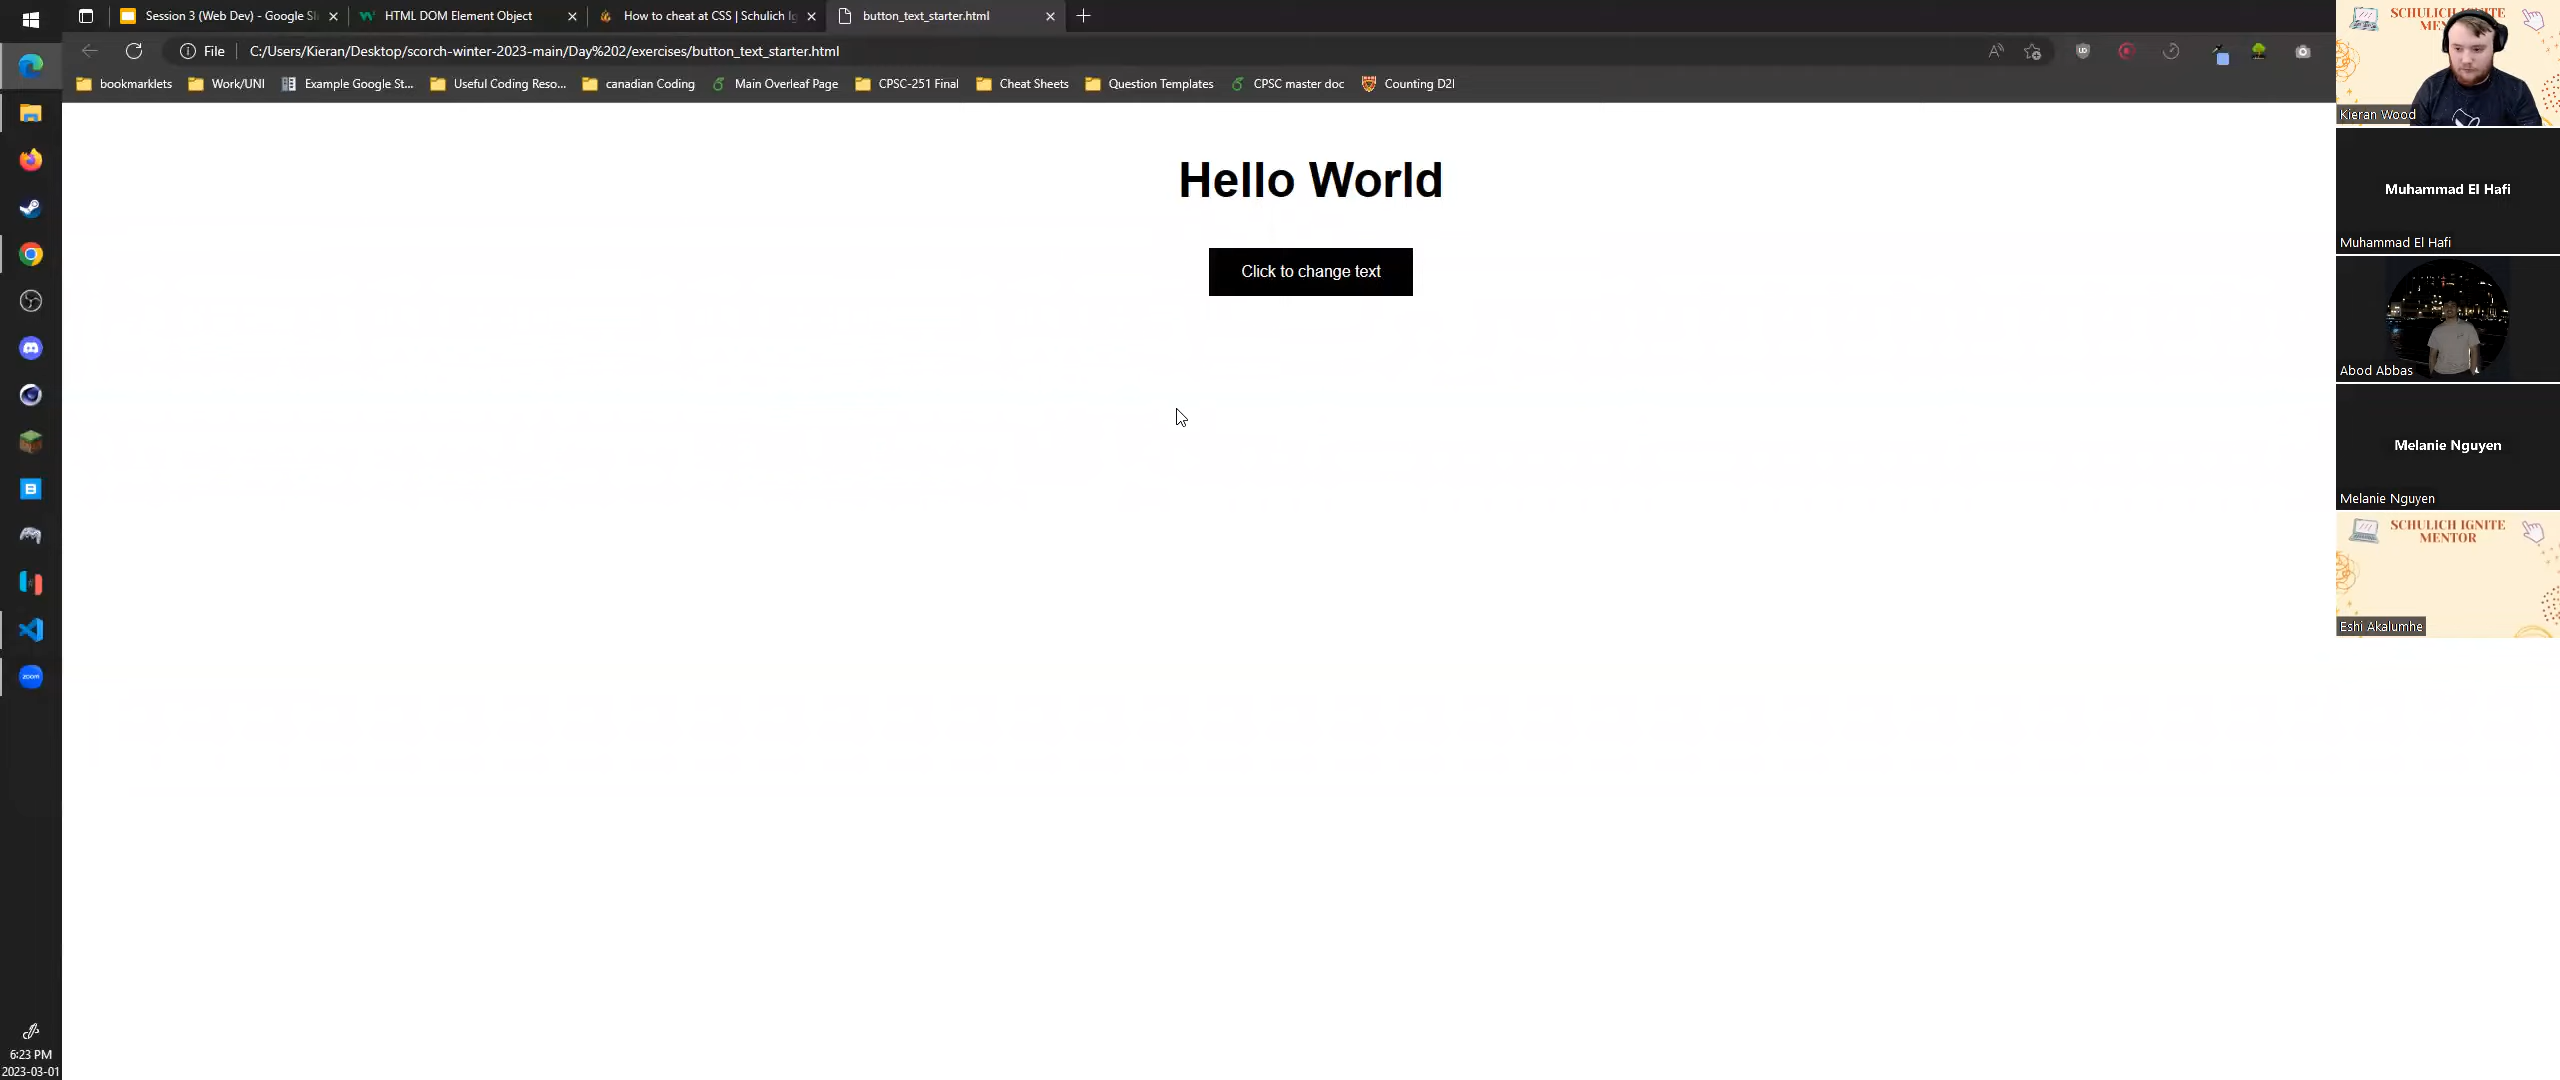 Session 3 (Web Dev) - Google Sl
HTML DOM Element Object
How to cheat at CSS | Schulich Ig
button_text_starter.html
File
C:/Users/Kieran/Desktop/scorch-winter-2023-main/Day%202/exercises/button_text_starter.html
bookmarklets
Work/UNI
Example Google St...
Useful Coding Reso...
canadian Coding
Main Overleaf Page
CPSC-251 Final
Cheat Sheets
Question Templates
CPSC master doc
Counting D2l
Hello World
Click to change text
SCHULICH IGNITE
Kieran Wood
Muhammad El Hafi
Muhammad El Hafi
Abod Abbas
Melanie Nguyen
Melanie Nguyen
SCHULICH IGNITE
MENTOR
Eshi Akalumhe
zoom
6:23 PM
2023-03-01